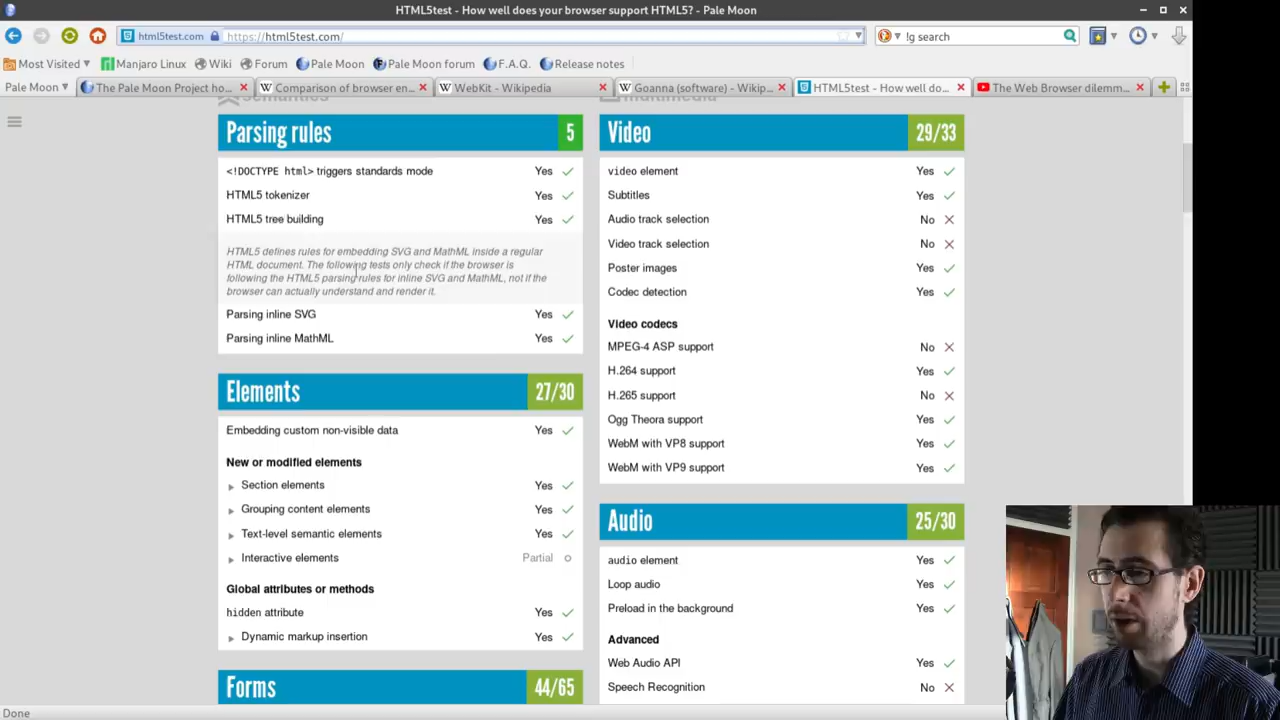 HTML5test - How well does your browser support HTML5? - Pale Moon
html5test.com
https://html5test.com/
!g search
Most Visited
Manjaro Linux
Wiki
Forum
Pale Moon
Pale Moon forum
F.A.Q.
Release notes
Pale Moon
The Pale Moon Project ho...
Comparison of browser en...
WebKit - Wikipedia
Goanna (software) - Wikip...
HTML5test - How well do...
The Web Browser dilemm...
Parsing rules 5
<!DOCTYPE html> triggers standards mode Yes
HTML5 tokenizer Yes
HTML5 tree building Yes
HTML5 defines rules for embedding SVG and MathML inside a regular
HTML document. The following tests only check if the browser is
following the HTML5 parsing rules for inline SVG and MathML, not if the
browser can actually understand and render it.
Parsing inline SVG Yes
Parsing inline MathML Yes
Elements 27/30
Embedding custom non-visible data Yes
New or modified elements
Section elements Yes
Grouping content elements Yes
Text-level semantic elements Yes
Interactive elements Partial
Global attributes or methods
hidden attribute Yes
Dynamic markup insertion Yes
Forms 44/65
Video 29/33
video element Yes
Subtitles Yes
Audio track selection No
Video track selection No
Poster images Yes
Codec detection Yes
Video codecs
MPEG-4 ASP support No
H.264 support Yes
H.265 support No
Ogg Theora support Yes
WebM with VP8 support Yes
WebM with VP9 support Yes
Audio 25/30
audio element Yes
Loop audio Yes
Preload in the background Yes
Advanced
Web Audio API Yes
Speech Recognition No
Done